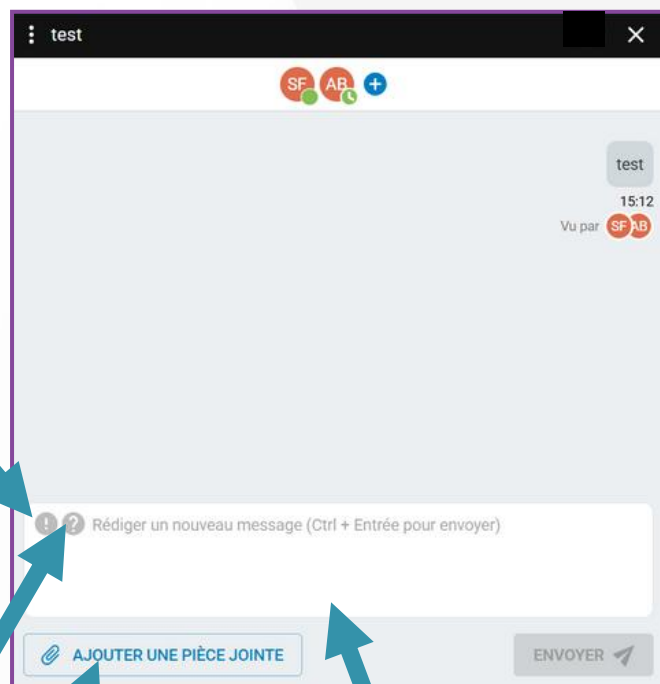 test
SF AB
test
15:12
Vu par SF AB
! ? Rédiger un nouveau message (Ctrl + Entrée pour envoyer)
AJOUTER UNE PIÈCE JOINTE
ENVOYER